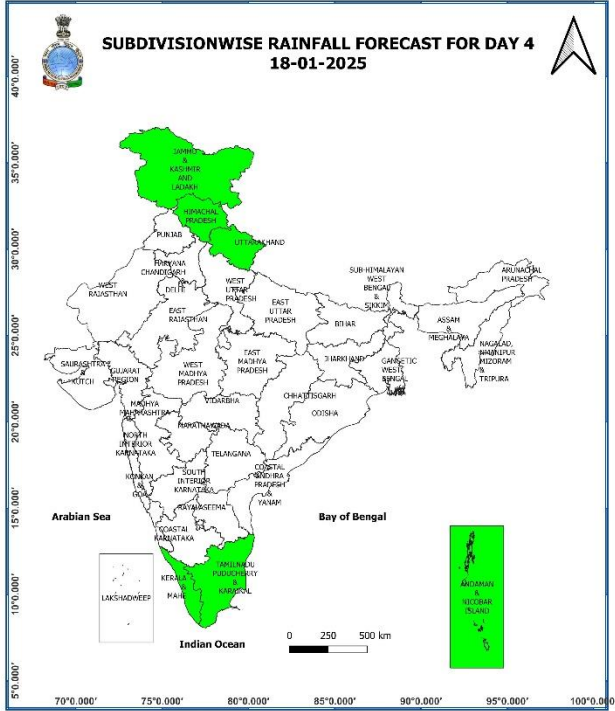 SUBDIVISIONWISE RAINFALL FORECAST FOR DAY 4
18-01-2025
40°0.000'
35°0.000'
30°0.000'
25°0.000'
20°0.000'
15°0.000'
10°0.000'
5°0.000'
JAMMU
&
KASHMIR
AND
LADAKH
HIMACHAL
PRADESH
PUNJAB
UTTARAKHAND
HARYANA
CHANDIGARH
&
DELHI
WEST
RAJASTHAN
WEST
UTTAR
PRADESH
EAST
UTTAR
PRADESH
SUB-HIMALAYAN
WEST
BENGAL
&
SIKKIM
ARUNACHAL
PRADESH
EAST
RAJASTHAN
BIHAR
ASSAM
&
MEGHALAYA
NAGALAD,
MANIPUR
MIZORAM
&
TRIPURA
SAURASHTRA
&
KUTCH
GUJARAT
REGION
WEST
MADHYA
PRADESH
EAST
MADHYA
PRADESH
JHARKHAND
GANGETIC
WEST
BENGAL
CHHATTISGARH
ODISHA
VIDARBHA
MADHYA
MAHARASHTRA
MARATHAWADA
NORTH
INTERIOR
KARNATAKA
TELANGANA
COASTAL
ANDHRA
PRADESH
&
YANAM
KONKAN
&
GOA
SOUTH
INTERIOR
KARNATAKA
RAYALASEEMA
COASTAL
KARNATAKA
Arabian Sea
Bay of Bengal
TAMILNADU
PUDUCHERRY
&
KARAIKAL
KERALA
&
MAHE
LAKSHADWEEP
ANDAMAN
&
NICOBAR
ISLAND
Indian Ocean
0 250 500 km
70°0.000' 75°0.000' 80°0.000' 85°0.000' 90°0.000' 95°0.000' 100°0.000'